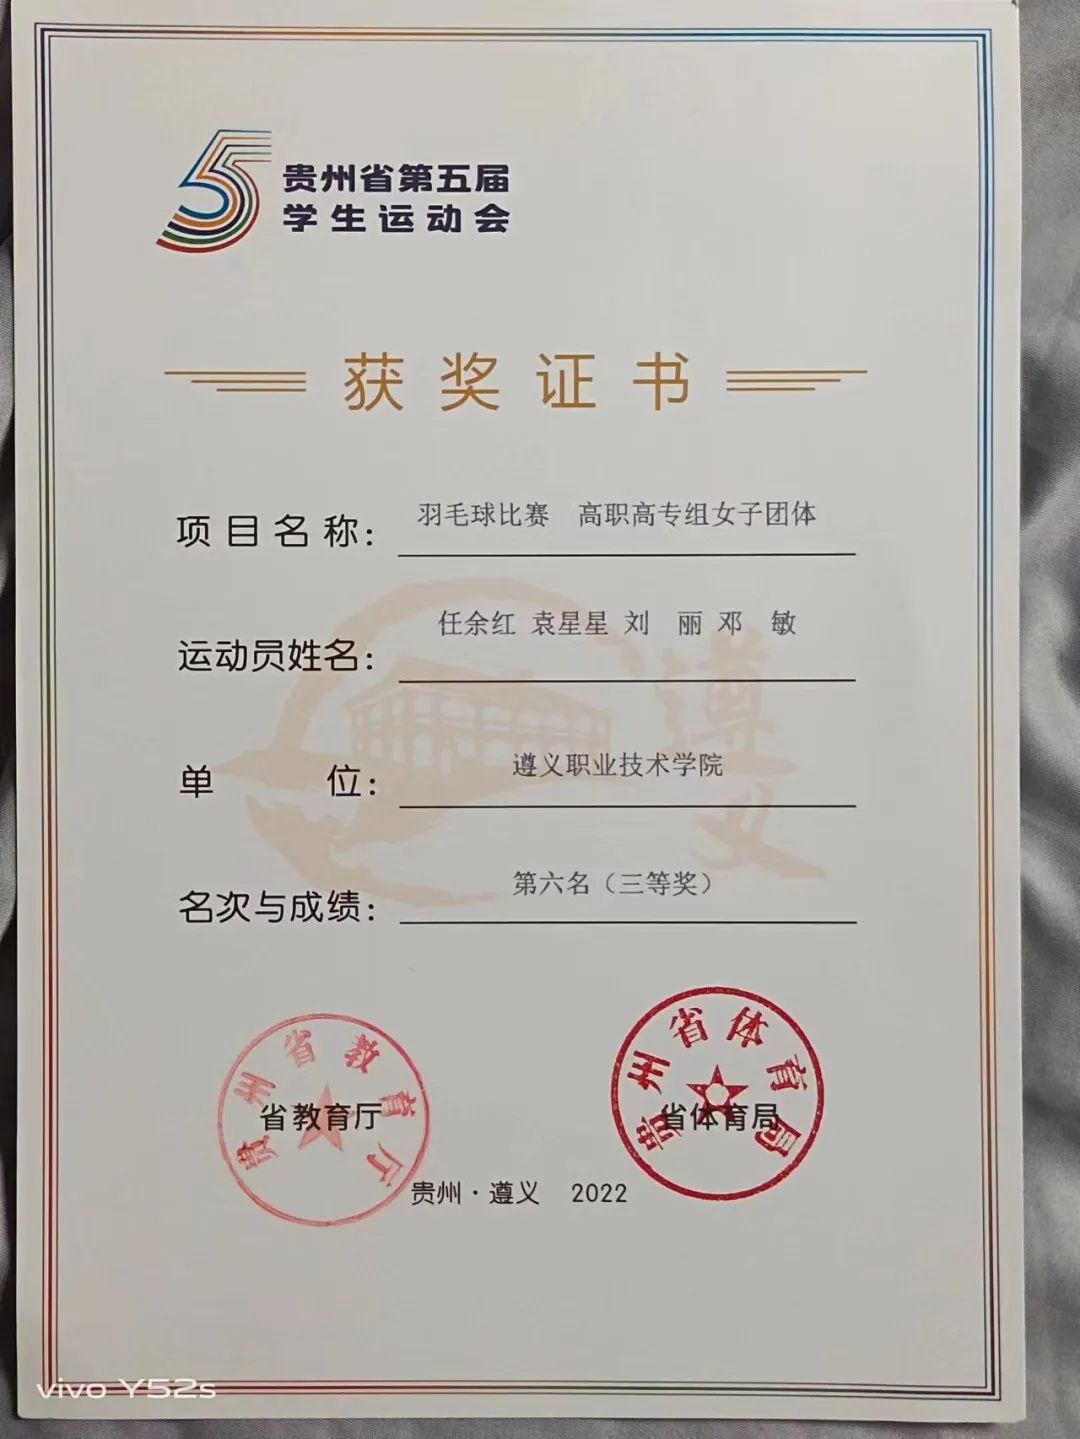 5
贵州省第五届
学生运动会
获奖证书
项目名称： 羽毛球比赛　高职高专组女子团体
运动员姓名： 任余红 袁星星 刘　丽 邓　敏
单　　　位： 遵义职业技术学院
名次与成绩： 第六名（三等奖）
遵义
贵州省教育厅
省教育厅
贵州省体育局
省体育局
贵州·遵义　2022
vivo Y52s